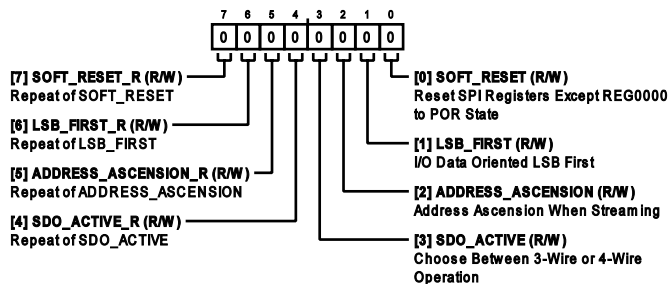 7 6 5 4 3 2 1 0
0 0 0 0 0 0 0 0
[7] SOFT_RESET_R (R/W)
Repeat of SOFT_RESET
[6] LSB_FIRST_R (R/W)
Repeat of LSB_FIRST
[5] ADDRESS_ASCENSION_R (R/W)
Repeat of ADDRESS_ASCENSION
[4] SDO_ACTIVE_R (R/W)
Repeat of SDO_ACTIVE
[0] SOFT_RESET (R/W)
Reset SPI Registers Except REG0000
to POR State
[1] LSB_FIRST (R/W)
I/O Data Oriented LSB First
[2] ADDRESS_ASCENSION (R/W)
Address Ascension When Streaming
[3] SDO_ACTIVE (R/W)
Choose Between 3-Wire or 4-Wire
Operation